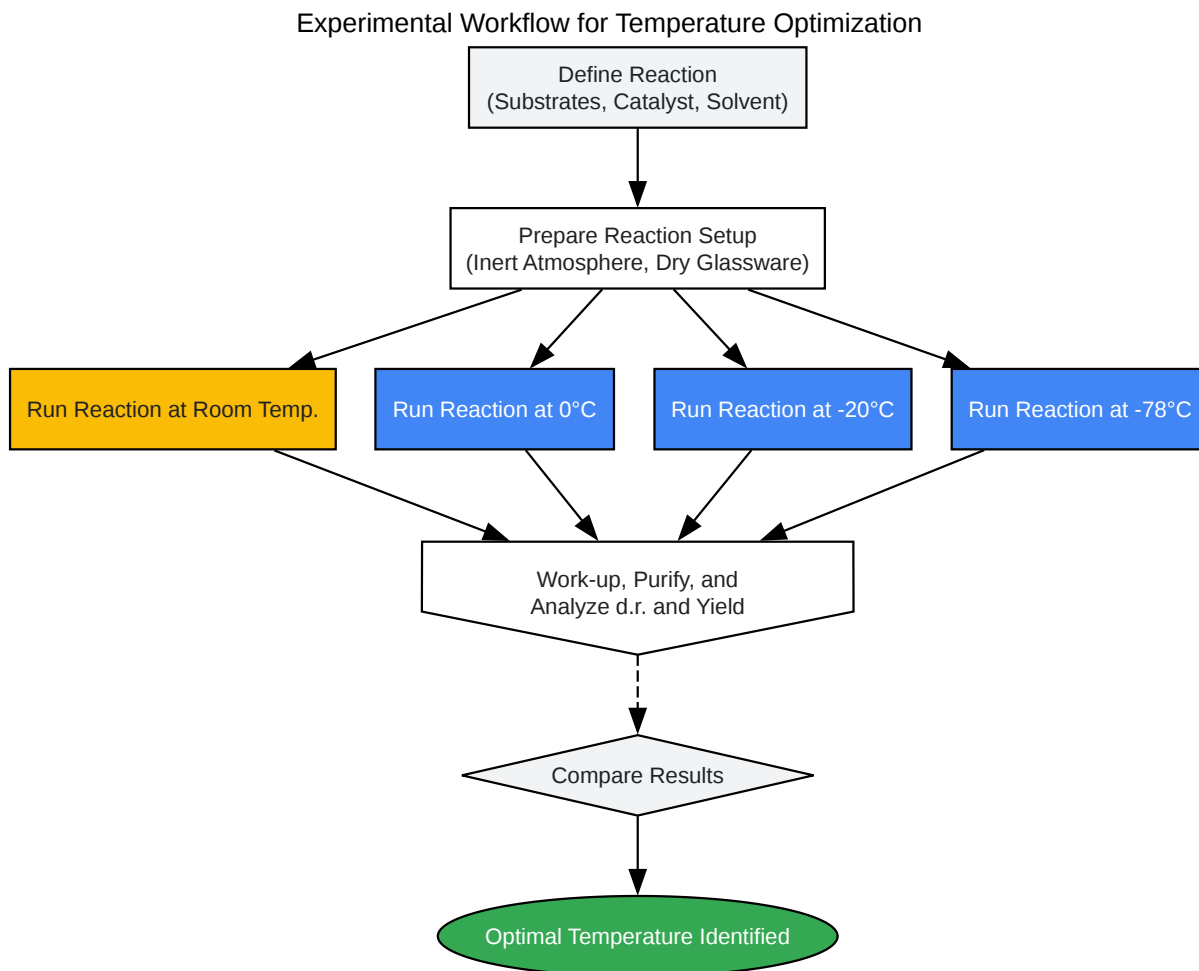 Experimental Workflow for Temperature Optimization
Define Reaction
(Substrates, Catalyst, Solvent)
Prepare Reaction Setup
(Inert Atmosphere, Dry Glassware)
Run Reaction at Room Temp.
Run Reaction at 0°C
Run Reaction at -20°C
Run Reaction at -78°C
Work-up, Purify, and
Analyze d.r. and Yield
Compare Results
Optimal Temperature Identified